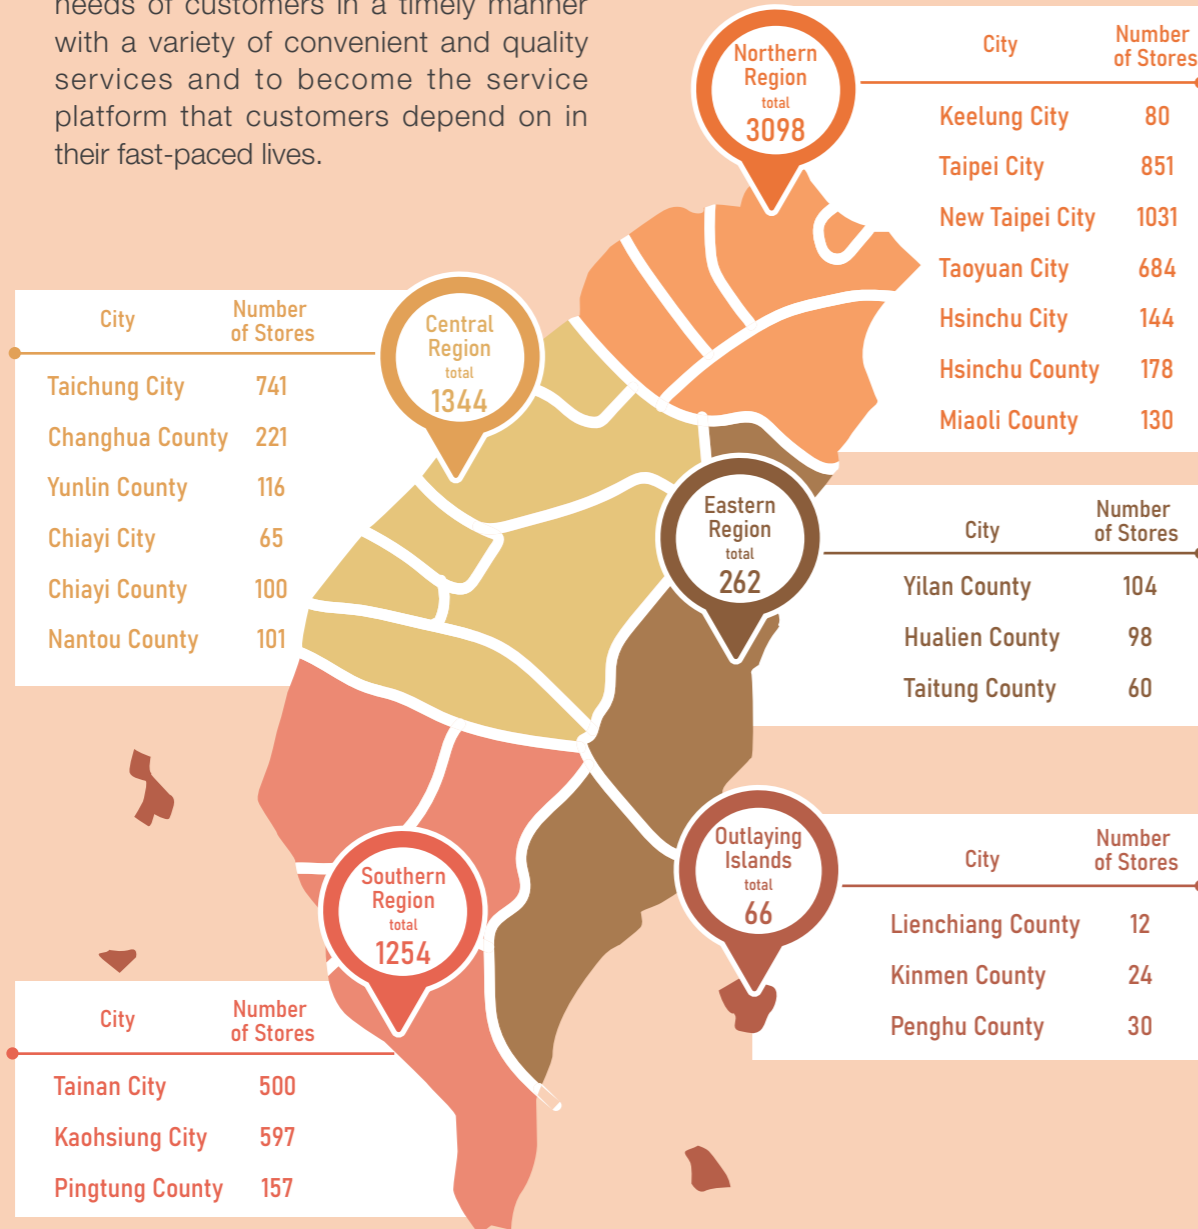 needs of customers in a timely manner
with a variety of convenient and quality
services and to become the service
platform that customers depend on in
their fast-paced lives.
Northern
Region
total
3098
City Number
of Stores
Keelung City 80
Taipei City 851
New Taipei City 1031
Taoyuan City 684
Hsinchu City 144
Hsinchu County 178
Miaoli County 130
Central
Region
total
1344
City Number
of Stores
Taichung City 741
Changhua County 221
Yunlin County 116
Chiayi City 65
Chiayi County 100
Nantou County 101
Eastern
Region
total
262
City Number
of Stores
Yilan County 104
Hualien County 98
Taitung County 60
Outlaying
Islands
total
66
City Number
of Stores
Lienchiang County 12
Kinmen County 24
Penghu County 30
Southern
Region
total
1254
City Number
of Stores
Tainan City 500
Kaohsiung City 597
Pingtung County 157